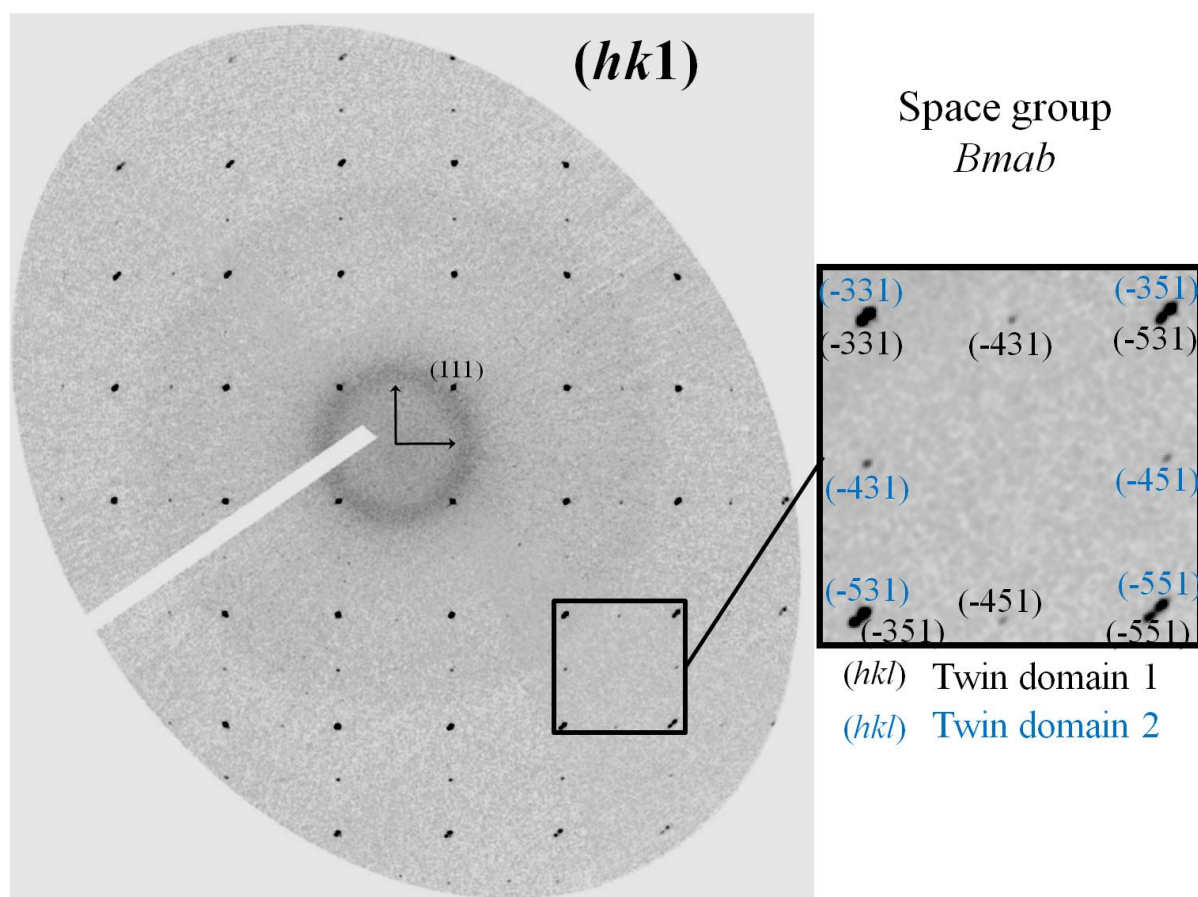 (hk1)
Space group
Bmab
(111)
(-331) (-351)
(-331) (-431) (-531)
(-431) (-451)
(-531) (-451) (-551)
(-351) (-551)
(hkl) Twin domain 1
(hkl) Twin domain 2